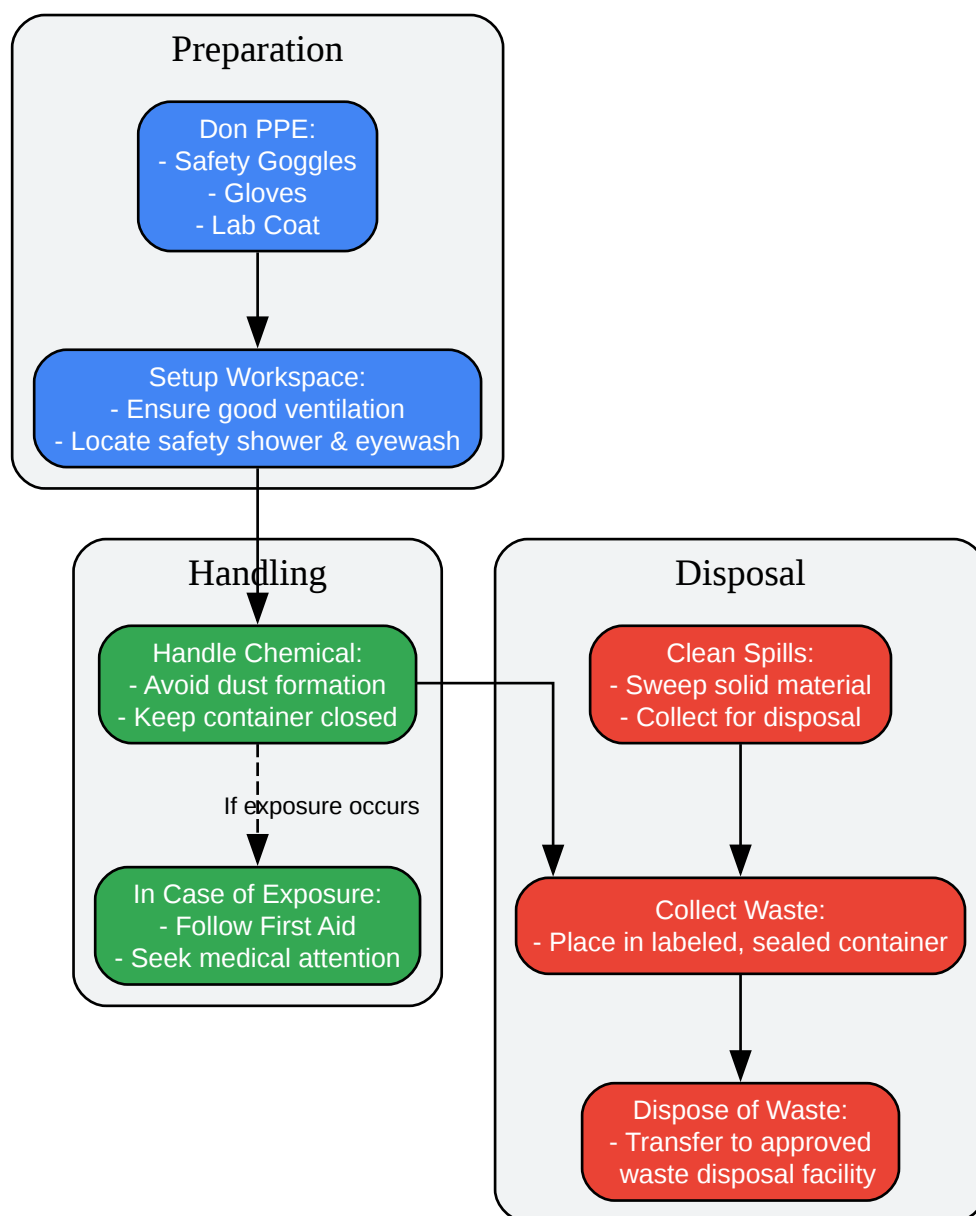 Preparation
Don PPE:
- Safety Goggles
- Gloves
- Lab Coat
Setup Workspace:
- Ensure good ventilation
- Locate safety shower & eyewash
Handling
Handle Chemical:
- Avoid dust formation
- Keep container closed
If exposure occurs
In Case of Exposure:
- Follow First Aid
- Seek medical attention
Disposal
Clean Spills:
- Sweep solid material
- Collect for disposal
Collect Waste:
- Place in labeled, sealed container
Dispose of Waste:
- Transfer to approved
waste disposal facility